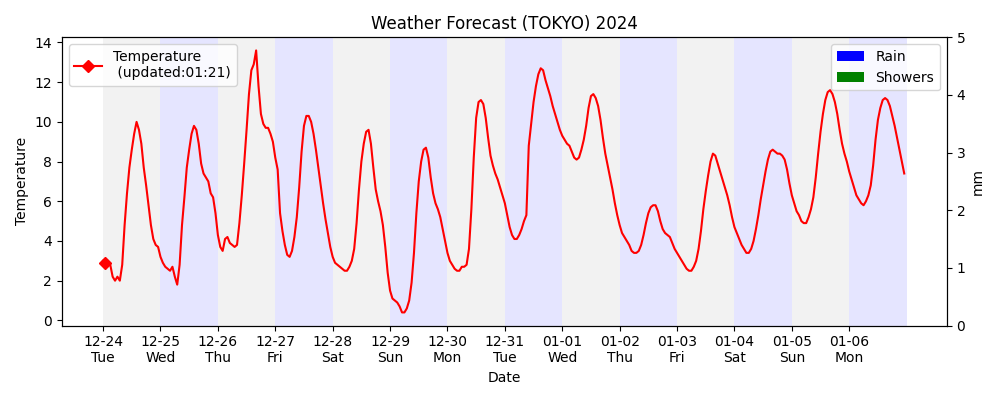 Weather Forecast (TOKYO) 2024
Temperature
(updated:01:21)
Rain
Showers
Temperature
14
12
10
8
6
4
2
0
5
4
3
2
1
0
mm
12-24 12-25 12-26 12-27 12-28 12-29 12-30 12-31 01-01 01-02 01-03 01-04 01-05 01-06
Tue Wed Thu Fri Sat Sun Mon Tue Wed Thu Fri Sat Sun Mon
Date